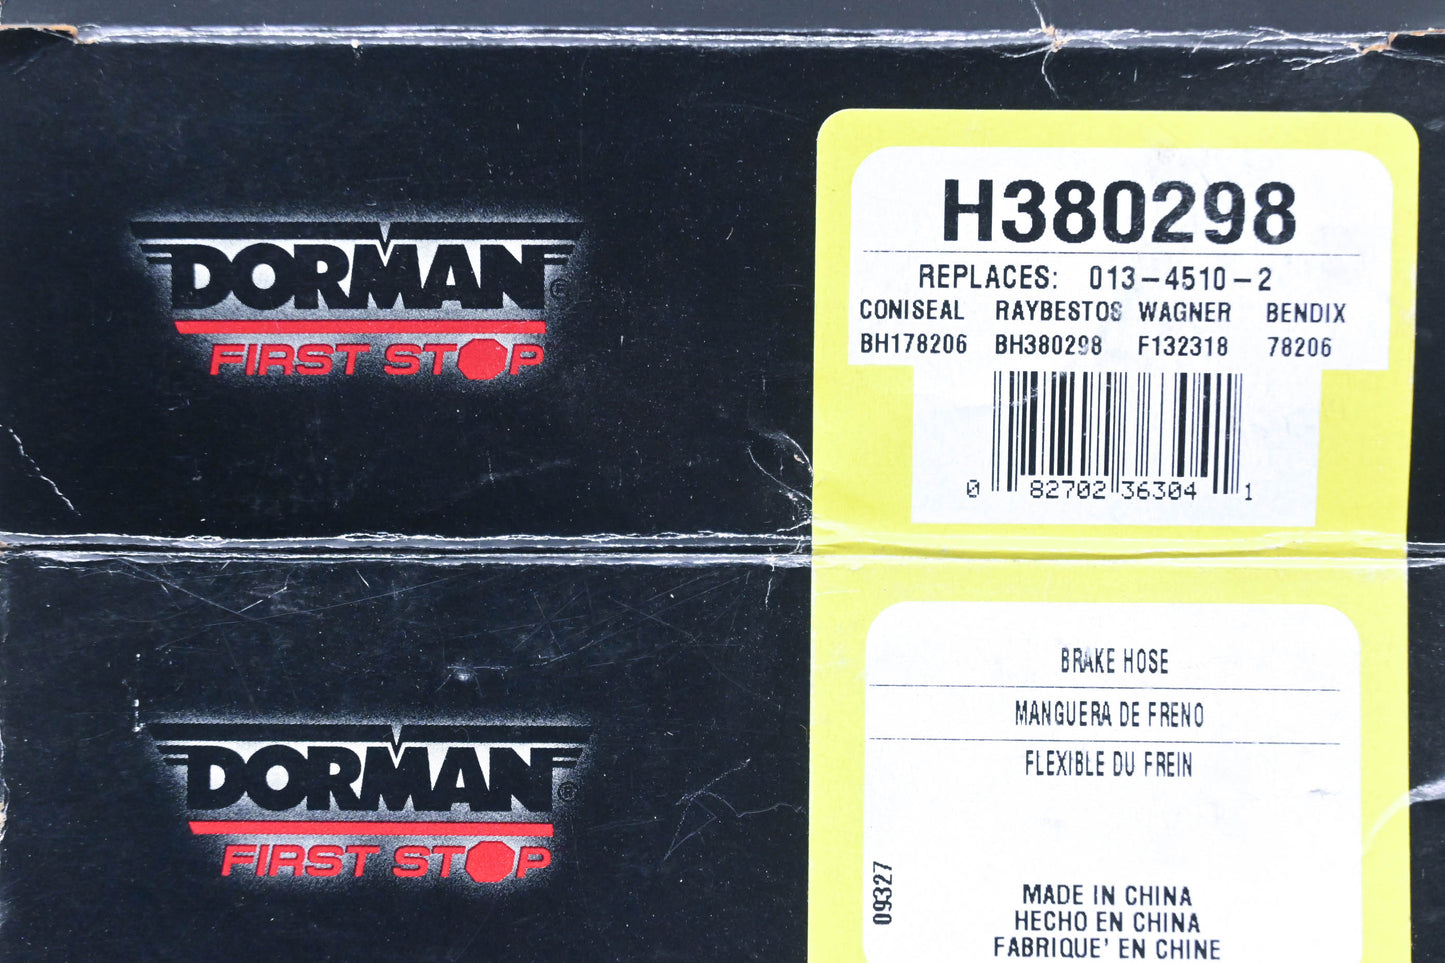 DORMAN®
FIRST STOP
H380298
REPLACES: 013-4510-2
CONISEAL RAYBESTOS WAGNER BENDIX
BH178206 BH380298 F132318 78206
0 82702 36304 1
DORMAN®
FIRST STOP
BRAKE HOSE
MANGUERA DE FRENO
FLEXIBLE DU FREIN
09327
MADE IN CHINA
HECHO EN CHINA
FABRIQUE' EN CHINE